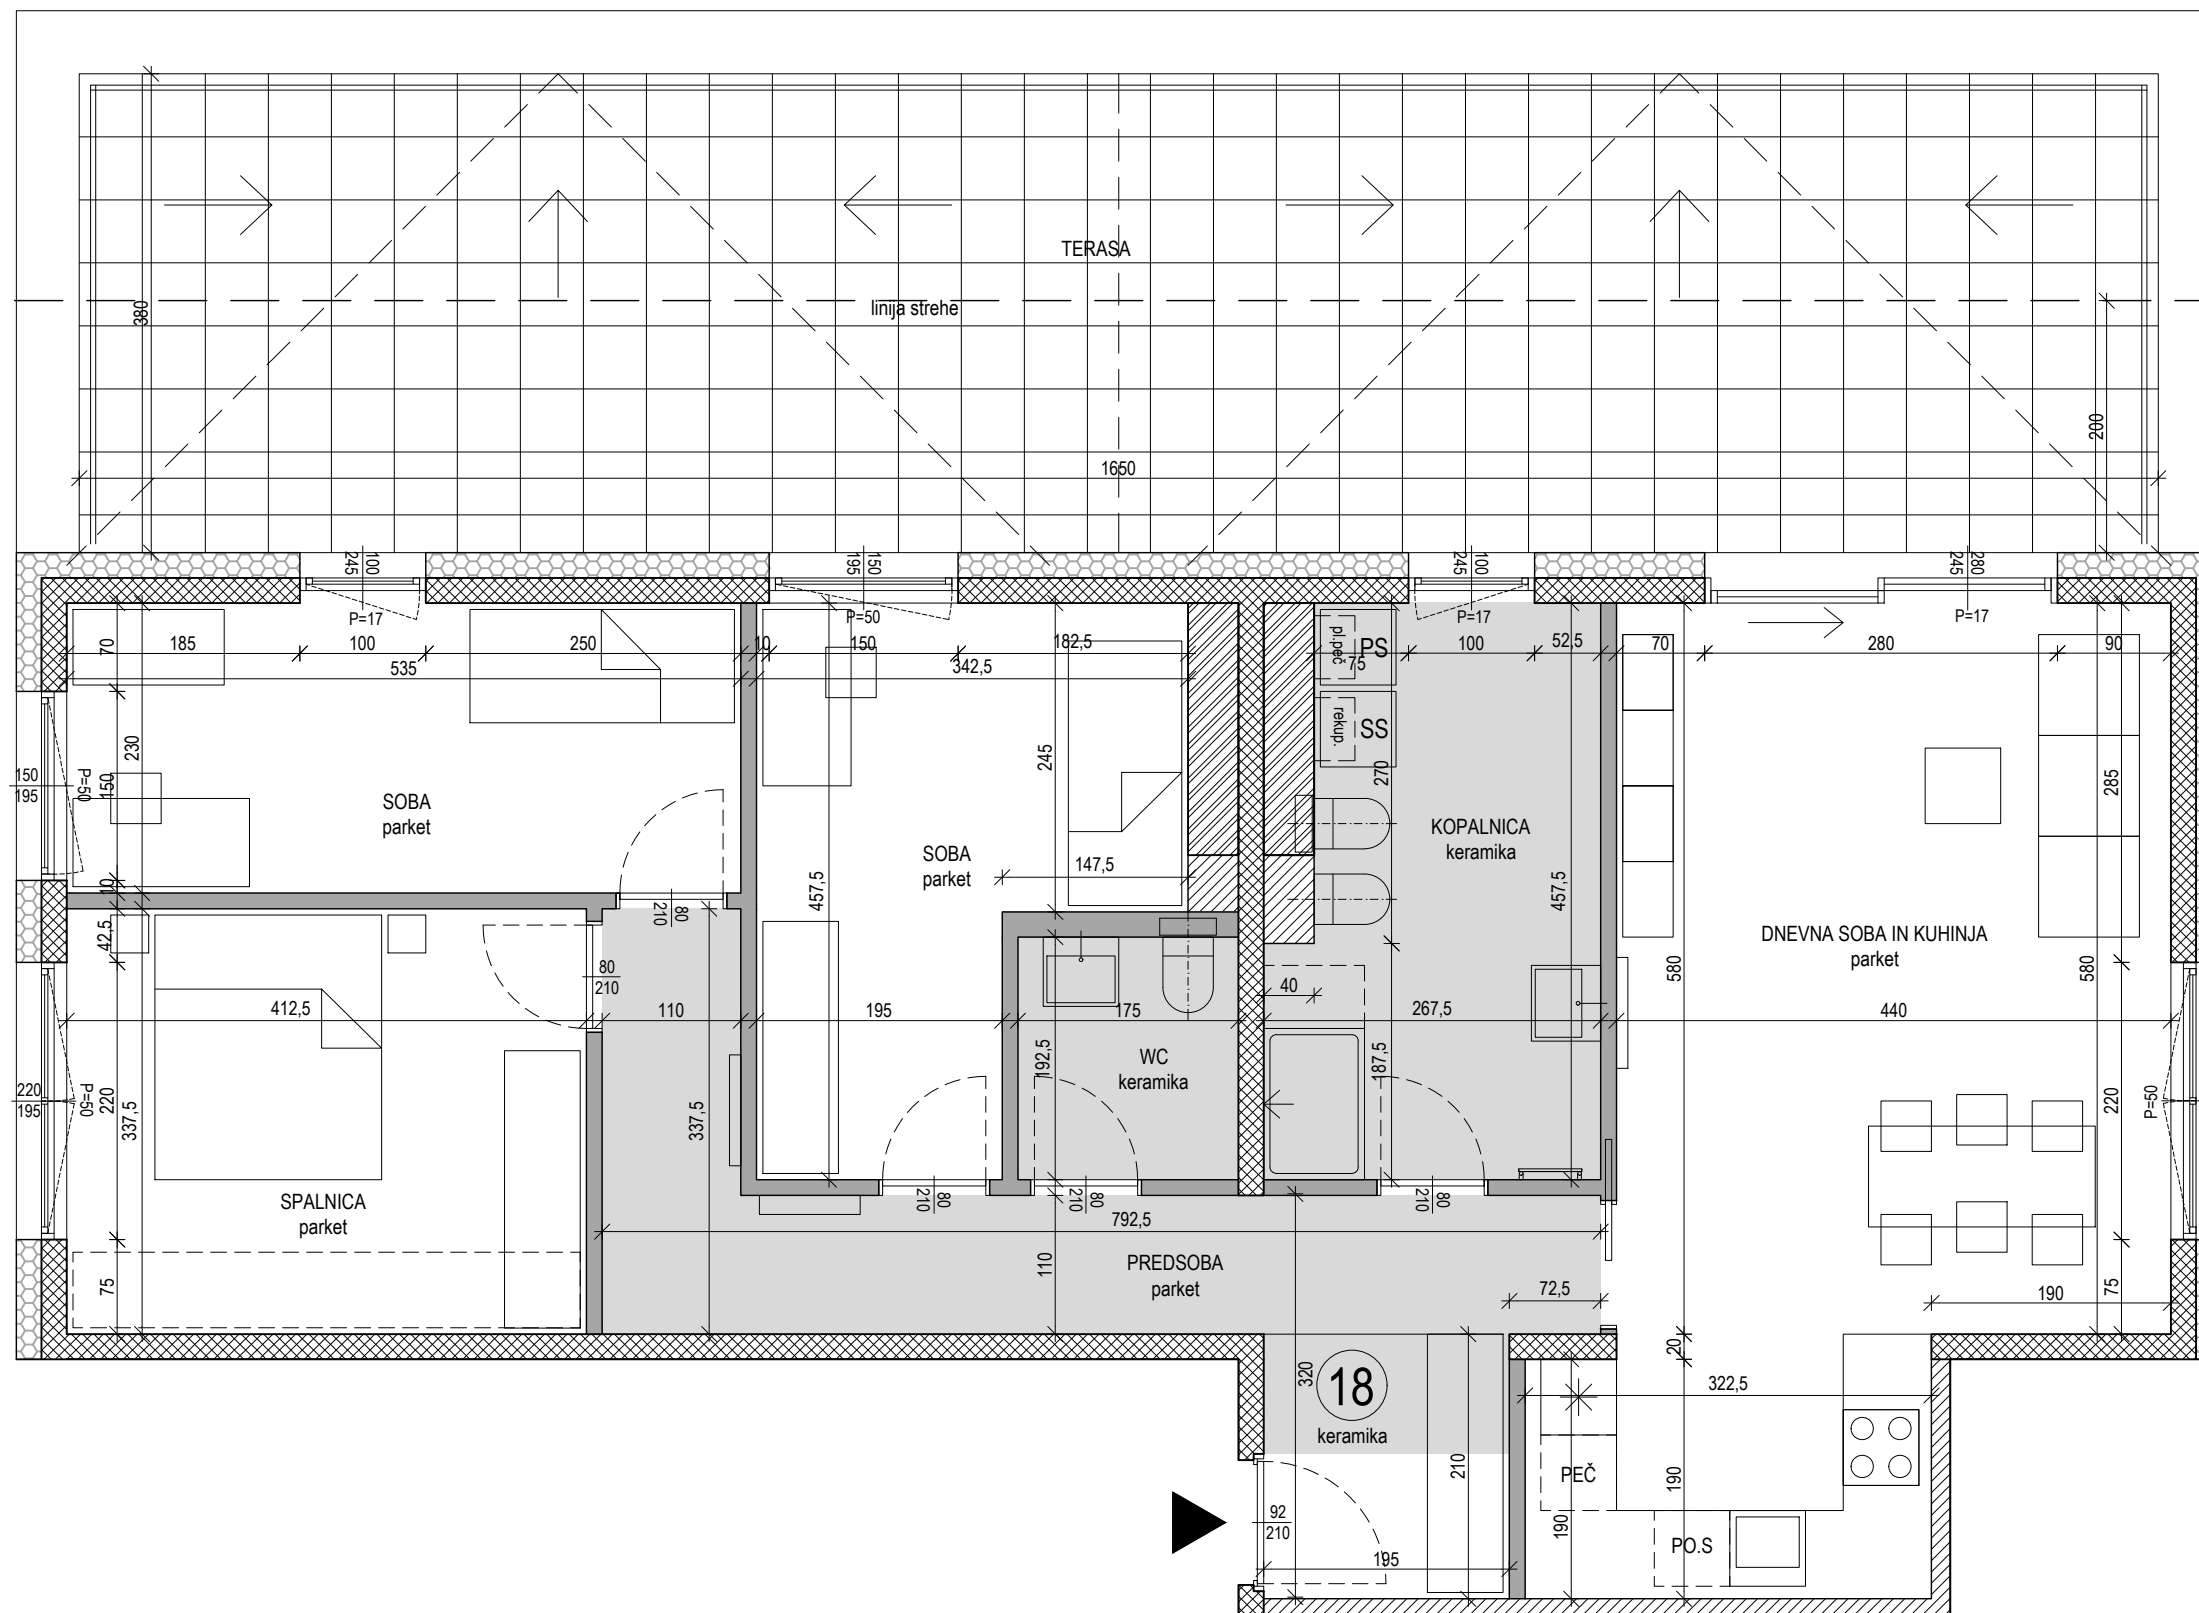 TERASA
380
linija strehe
200
1650
100
245
P=17
150
195
P=50
100
245
P=17
280
245
P=17
70
185
100
250
10
150
182,5
pl.peč
PS
*75
100
52,5
70
280
90
535
342,5
rekup.
SS
230
245
270
285
150
195
P=50
150
SOBA
parket
SOBA
parket
147,5
KOPALNICA
keramika
10
80
210
457,5
457,5
42,5
DNEVNA SOBA IN KUHINJA
parket
80
210
580
580
412,5
110
195
175
40
267,5
440
192,5
187,5
WC
keramika
220
195
P=50
220
337,5
337,5
220
P=50
SPALNICA
parket
80
210
80
210
80
210
792,5
PREDSOBA
parket
110
75
72,5
190
75
20
320
18
keramika
322,5
210
PEČ
190
190
92
210
PO.S
195